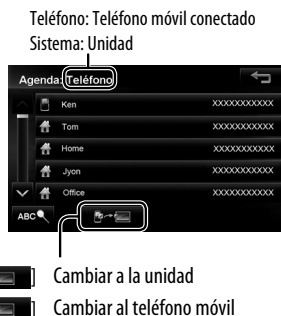 Teléfono: Teléfono móvil conectado
Sistema: Unidad
Agenda: Teléfono
Ken XXXXXXXXXXX
Tom XXXXXXXXXXX
Home XXXXXXXXXXX
Jyon XXXXXXXXXXX
Office XXXXXXXXXXX
ABC
] Cambiar a la unidad
] Cambiar al teléfono móvil